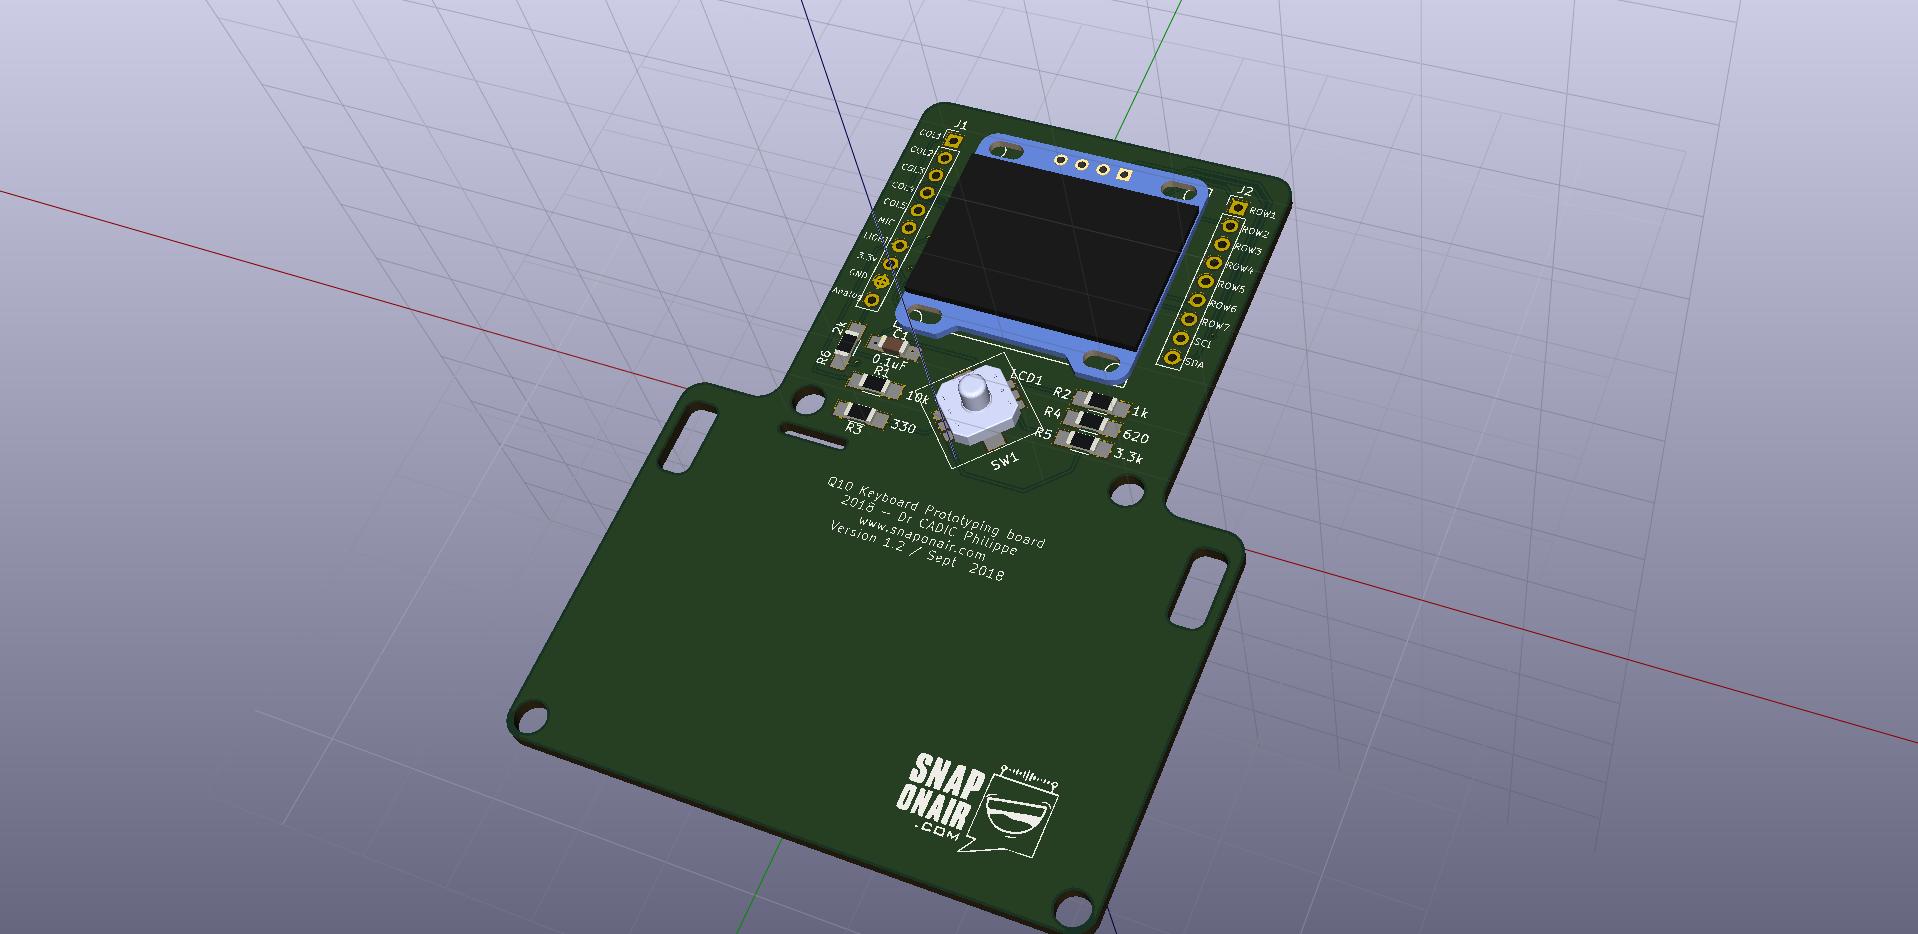 J1
COL1
COL2
COL3
COL4
COL5
MIC
LIGHT
3.3v
GND
Analog
J2
ROW1
ROW2
ROW3
ROW4
ROW5
ROW6
ROW7
SCL
SDA
2k
R6
C1
0.1uF
R1
10k
R3
330
LCD1
SW1
R2
1k
R4
620
R5
3.3k
Q10 Keyboard Prototyping board
2018 - Dr CADIC Philippe
www.snaponair.com
Version 1.2 / Sept 2018
SNAP
ONAIR
.COM